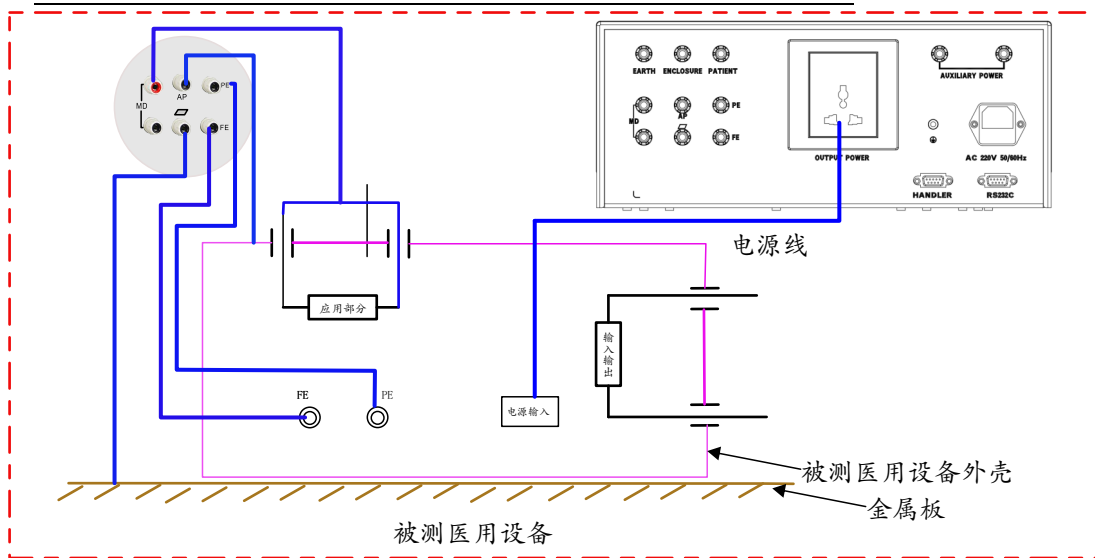 MD
AP
PE
FE
EARTH ENCLOSURE PATIENT
MD
AP
PE
FE
OUTPUT POWER
AUXILIARY POWER
AC 220V 50/60Hz
HANDLER
RS232C
电源线
应用部分
输入输出
FE
PE
电源输入
被测医用设备外壳
金属板
被测医用设备